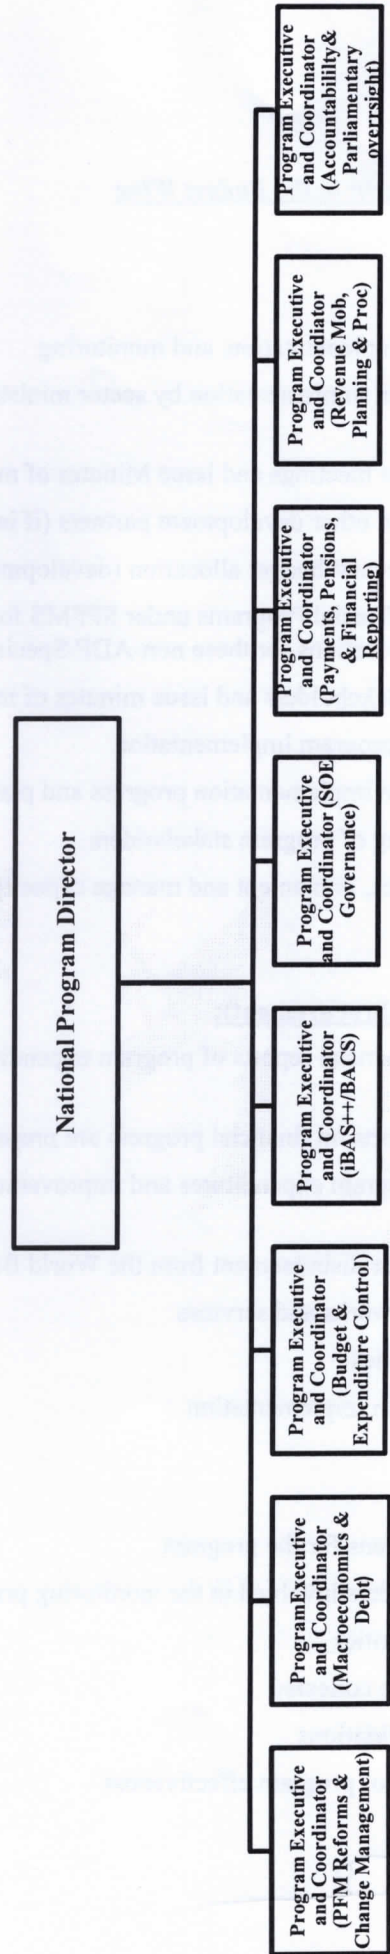 National Program Director
Program Executive
and Coordinator
(PFM Reforms &
Change Management)
ProgramExecutive
and Coordinator
(Macroeconomics &
Debt)
Program Executive
and Coordinator
(Budget &
Expenditure Control)
Program Executive
and Coordinator
(iBAS++/BACS)
Program Executive
and Coordinator (SOE
Governance)
Program Executive
and Coordinator
(Payments, Pensions,
& Financial
Reporting)
Program Executive
and Coordiator
(Revenue Mob,
Planning & Proc)
Program Executive
and Coordinator
(Accountabililty&
Parliamentary
oversight)